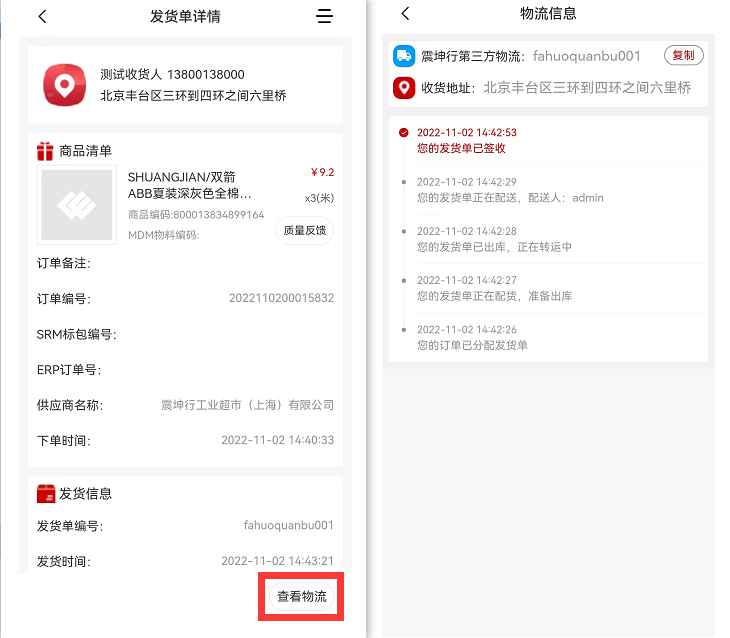 发货单详情
测试收货人 13800138000
北京丰台区三环到四环之间六里桥
商品清单
SHUANGJIAN/双箭
¥9.2
ABB夏装深灰色全棉...
x3(米)
商品编码:800013834899164
MDM物料编码:
质量反馈
订单备注:
订单编号:
2022110200015832
SRM标包编号:
ERP订单号:
供应商名称:
震坤行工业超市（上海）有限公司
下单时间:
2022-11-02 14:40:33
发货信息
发货单编号:
fahuoquanbu001
发货时间:
2022-11-02 14:43:21
查看物流
物流信息
震坤行第三方物流: fahuoquanbu001
复制
收货地址: 北京丰台区三环到四环之间六里桥
2022-11-02 14:42:53
您的发货单已签收
2022-11-02 14:42:29
您的发货单正在配送，配送人：admin
2022-11-02 14:42:28
您的发货单已出库，正在转运中
2022-11-02 14:42:27
您的发货单正在配货，准备出库
2022-11-02 14:42:26
您的订单已分配发货单